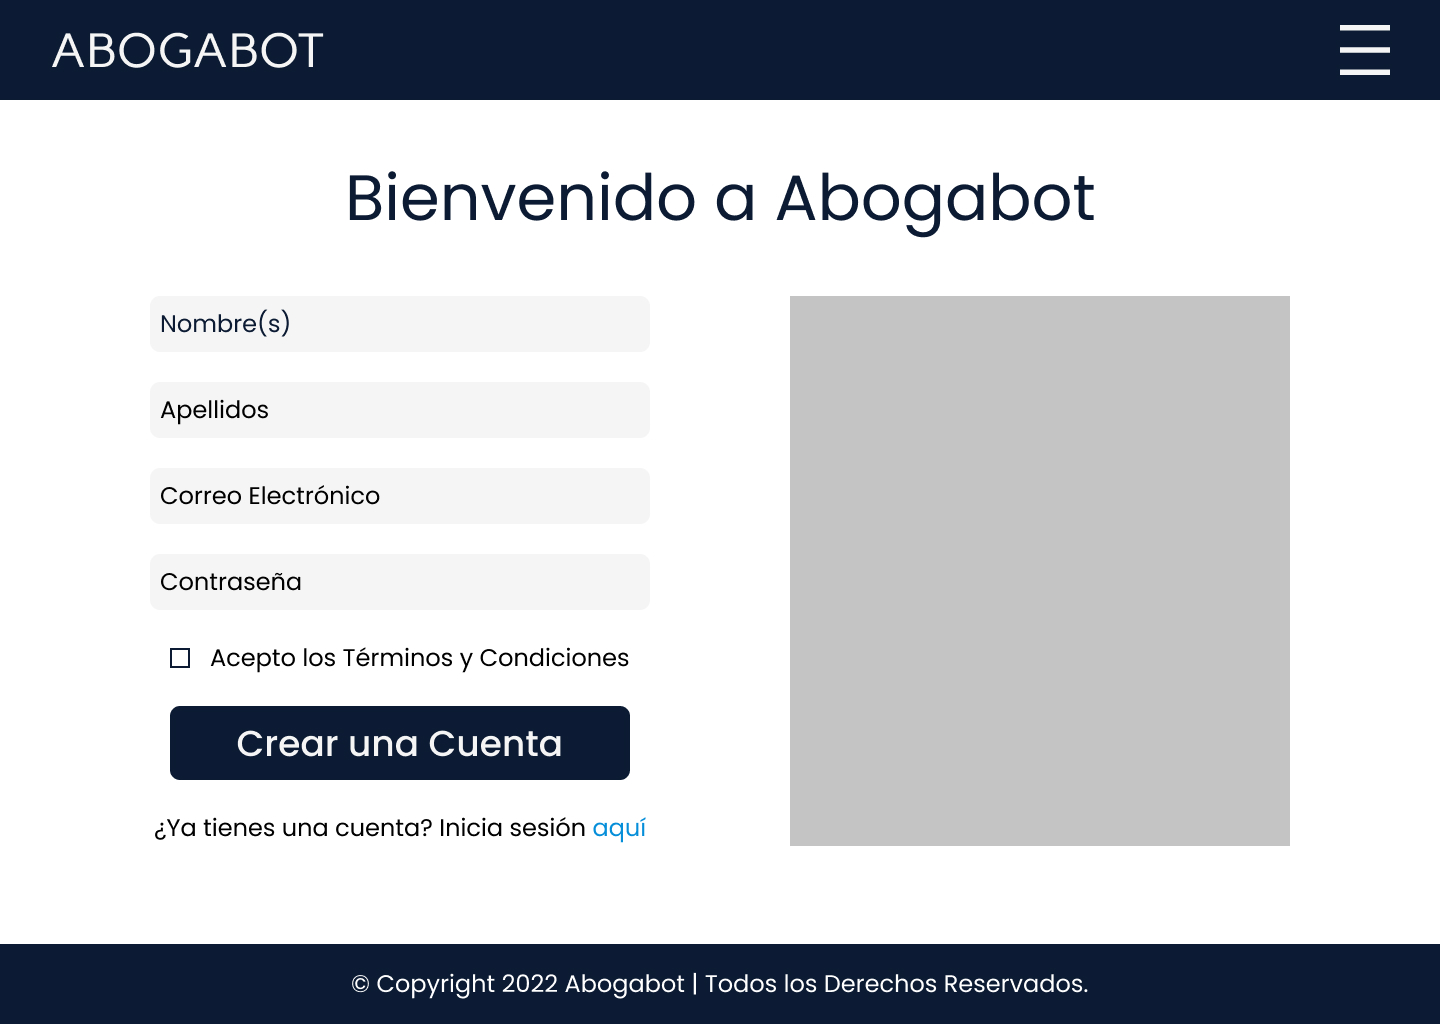 ABOGABOT
Bienvenido a Abogabot
Nombre(s)
Apellidos
Correo Electrónico
Contraseña
Acepto los Términos y Condiciones
Crear una Cuenta
¿Ya tienes una cuenta? Inicia sesión aquí
© Copyright 2022 Abogabot | Todos los Derechos Reservados.